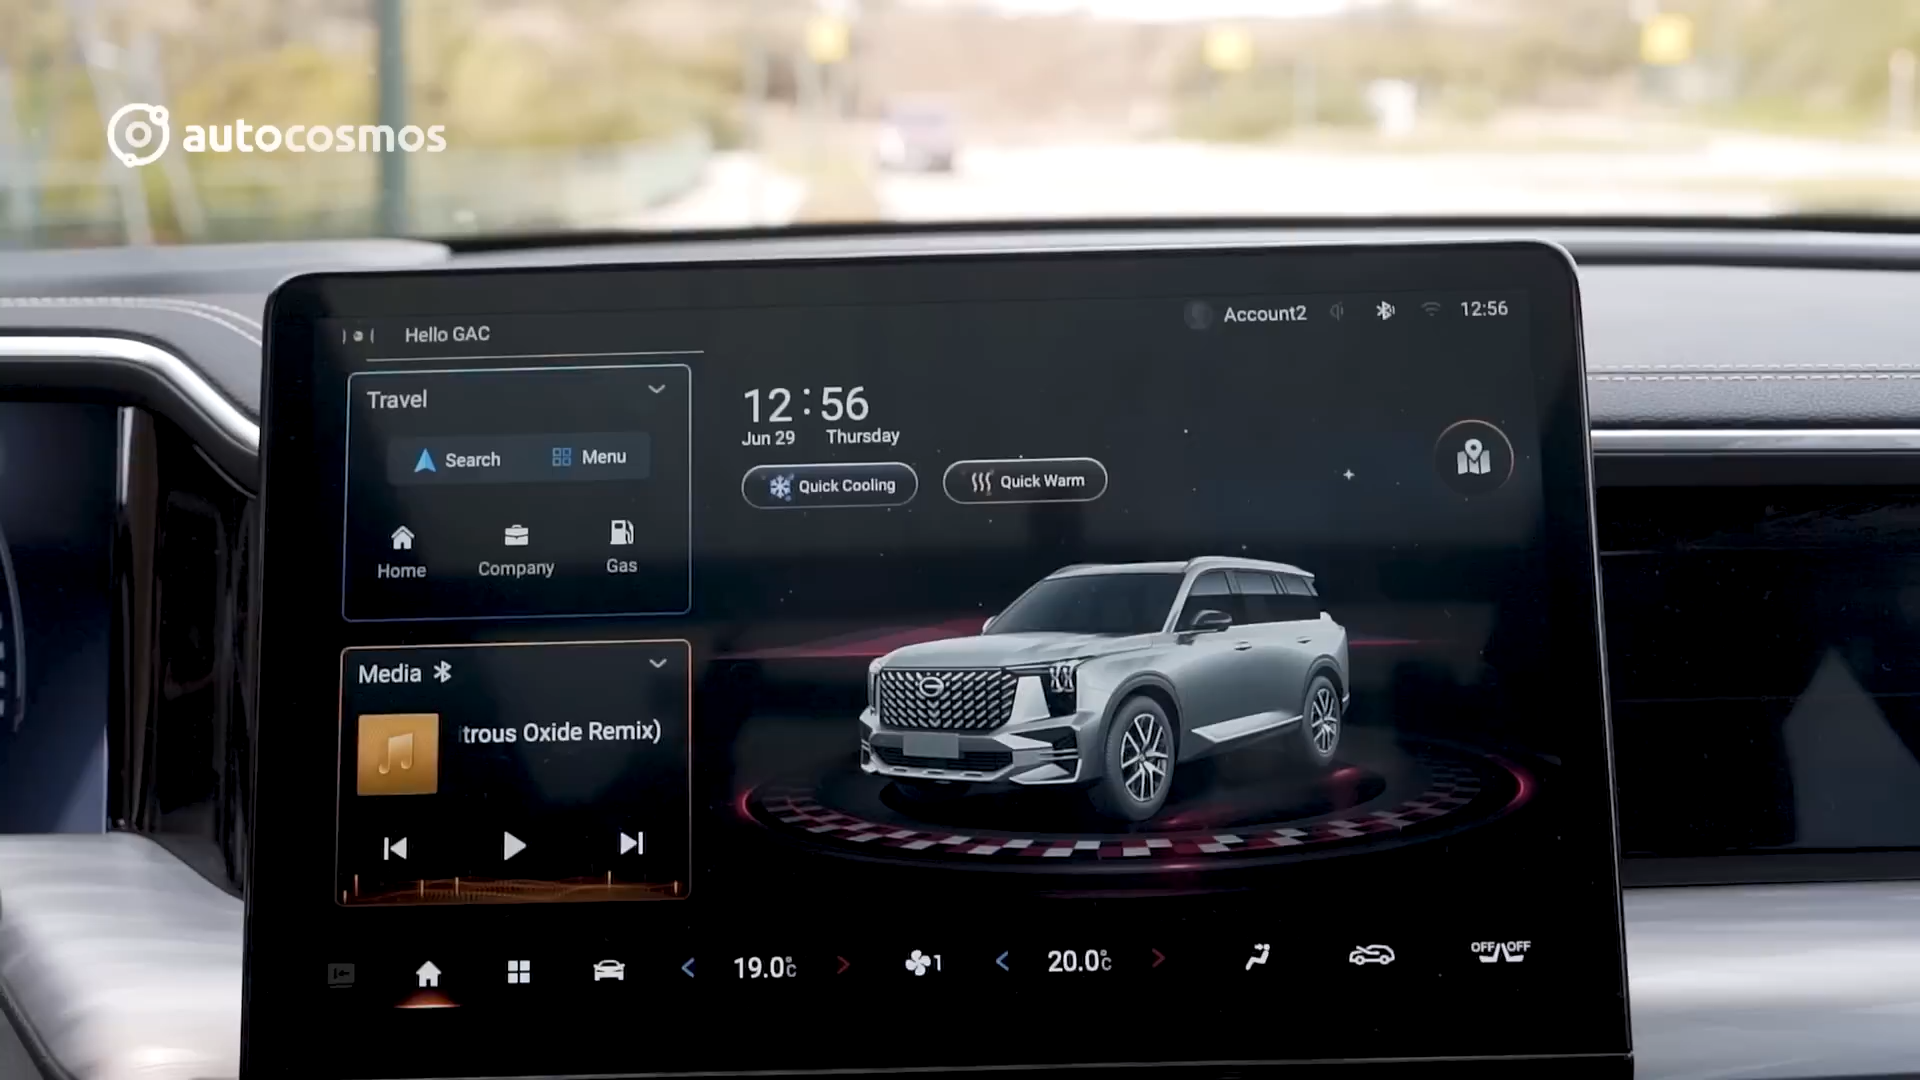 autocosmos
Hello GAC
Account2
12:56
Travel
Search
Menu
Home
Company
Gas
12:56
Jun 29 Thursday
Quick Cooling
Quick Warm
Media
trous Oxide Remix)
19.0°C
1
20.0°C
OFF OFF